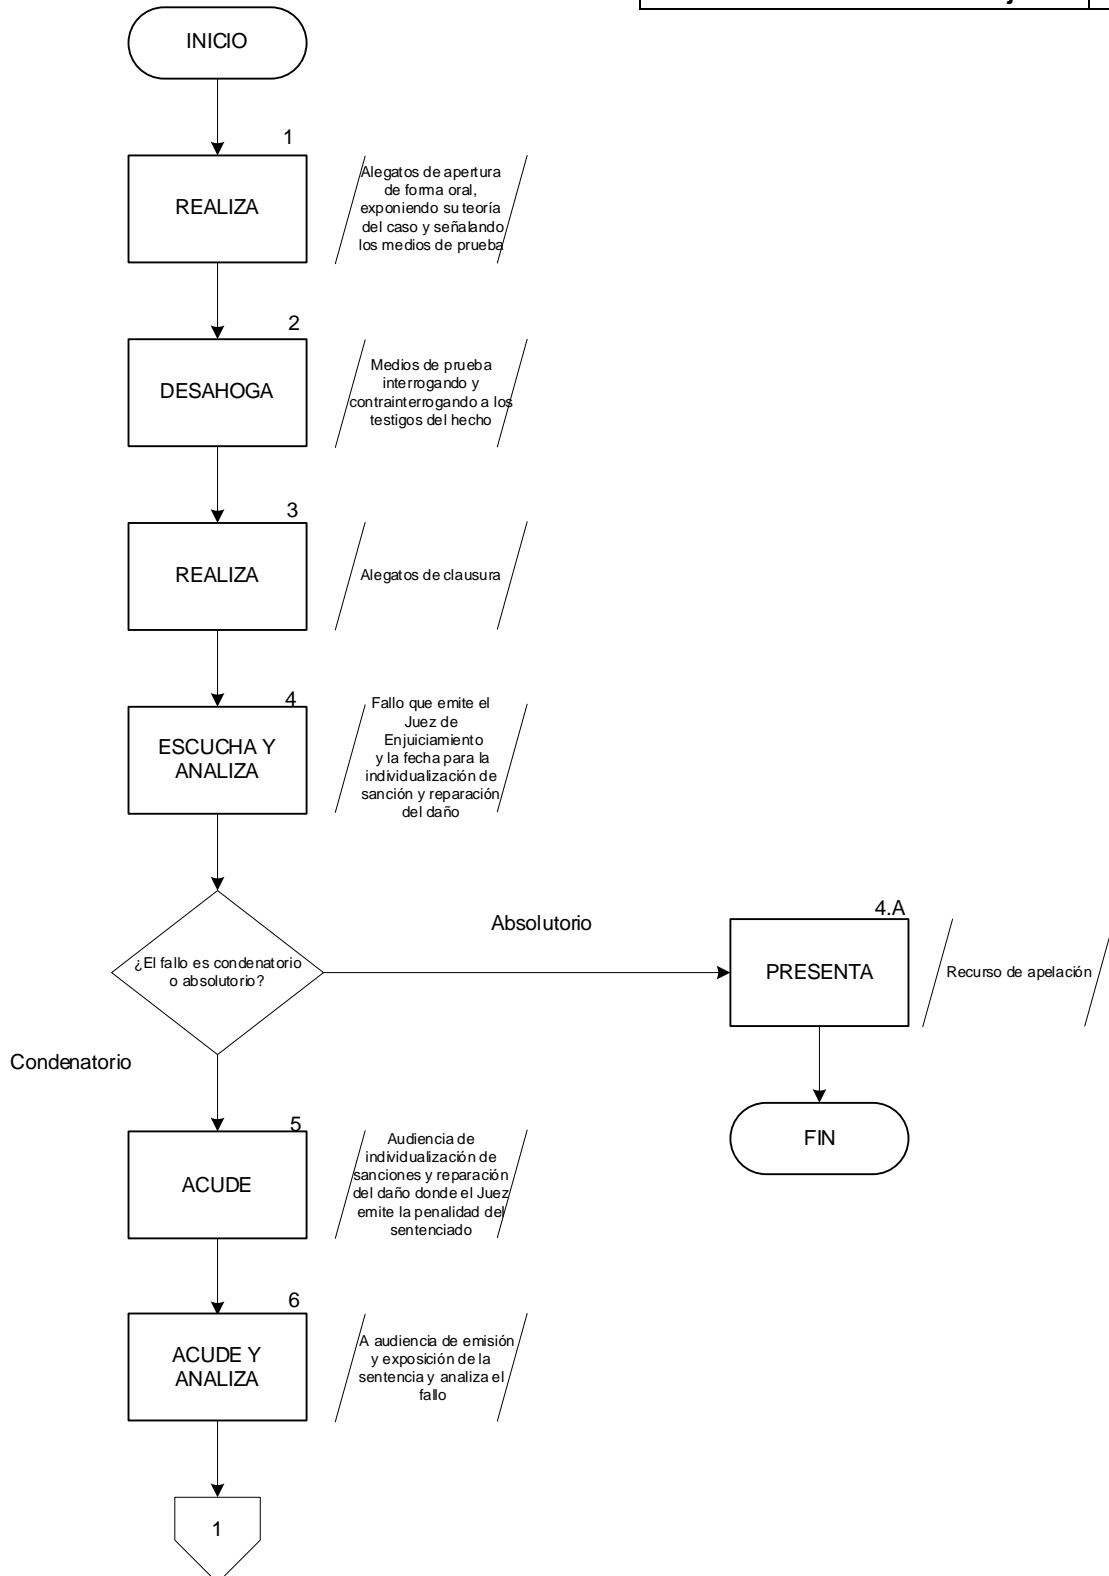 INICIO
1
REALIZA
Alegatos de apertura
de forma oral,
exponiendo su teoría
del caso y señalando
los medios de prueba
2
DESAHOGA
Medios de prueba
interrogando y
contrainterrogando a los
testigos del hecho
3
REALIZA
Alegatos de clausura
4
ESCUCHA Y
ANALIZA
Fallo que emite el
Juez de
Enjuiciamiento
y la fecha para la
individualización de
sanción y reparación
del daño
¿El fallo es condenatorio
o absolutorio?
Absolutorio
4.A
PRESENTA
Recurso de apelación
FIN
Condenatorio
5
ACUDE
Audiencia de
individualización de
sanciones y reparación
del daño donde el Juez
emite la penalidad del
sentenciado
6
ACUDE Y
ANALIZA
A audiencia de emisión
y exposición de la
sentencia y analiza el
fallo
1